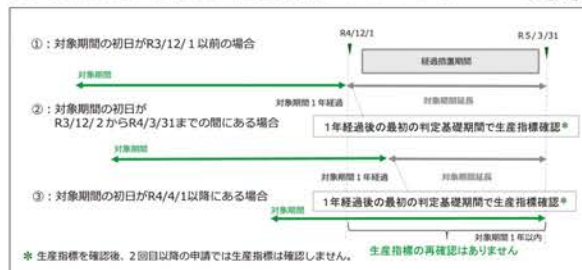 R4/12/1
R5/3/31
①：対象期間の初日がR3/12/1以前の場合
経過措置期間
対象期間
対象期間１年経過
対象期間延長
②：対象期間の初日が
R3/12/2からR4/3/31までの間にある場合
1年経過後の最初の判定基礎期間で生産指標確認*
対象期間
対象期間１年経過
対象期間延長
③：対象期間の初日がR4/4/1以降にある場合
1年経過後の最初の判定基礎期間で生産指標確認*
対象期間
対象期間１年以内
生産指標の再確認はありません
* 生産指標を確認後、２回目以降の申請では生産指標は確認しません。